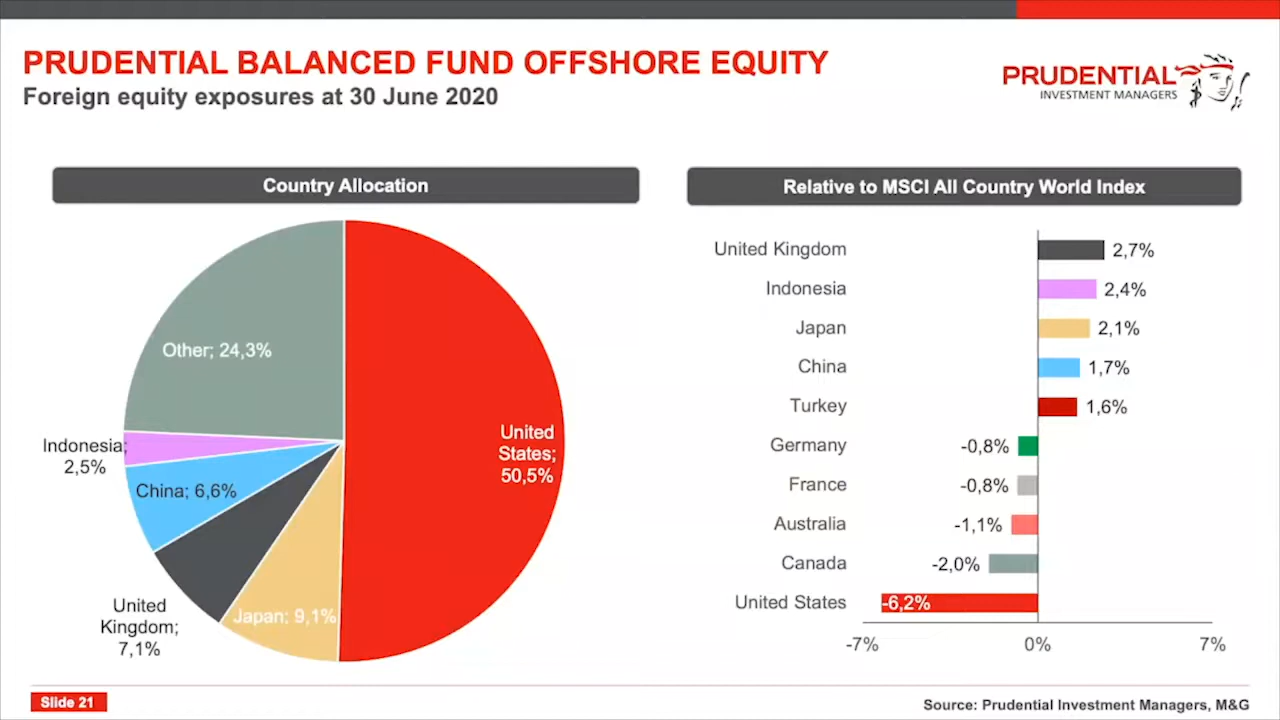 PRUDENTIAL BALANCED FUND OFFSHORE EQUITY
Foreign equity exposures at 30 June 2020
PRUDENTIAL
INVESTMENT MANAGERS
Country Allocation
Other; 24,3%
Indonesia;
2,5%
China; 6,6%
United
Kingdom;
7,1%
Japan; 9,1%
United
States;
50,5%
Relative to MSCI All Country World Index
United Kingdom 2,7%
Indonesia 2,4%
Japan 2,1%
China 1,7%
Turkey 1,6%
Germany -0,8%
France -0,8%
Australia -1,1%
Canada -2,0%
United States -6,2%
-7% 0% 7%
Slide 21
Source: Prudential Investment Managers, M&G